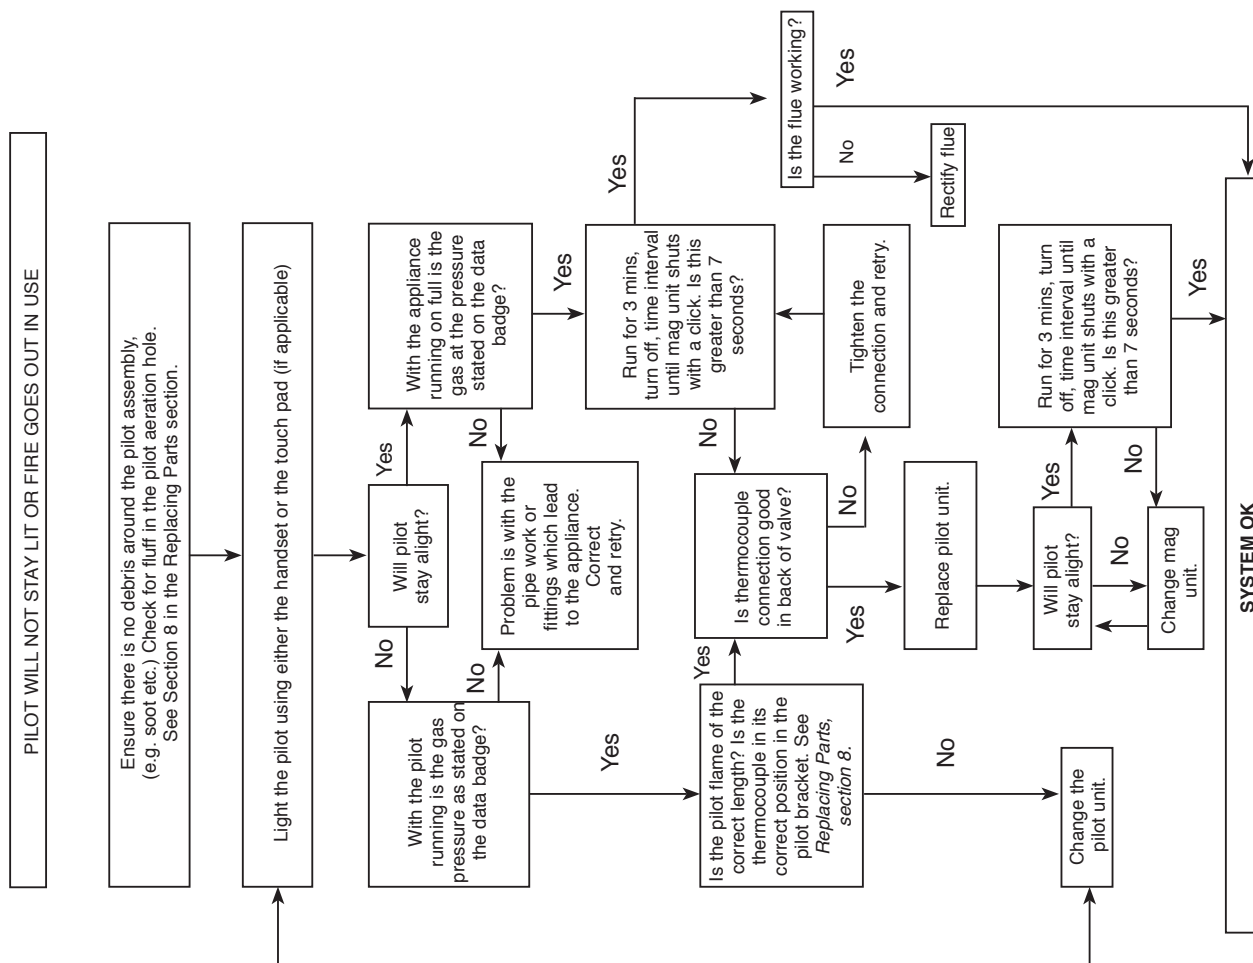 PILOT WILL NOT STAY LIT OR FIRE GOES OUT IN USE
Ensure there is no debris around the pilot assembly,
(e.g. soot etc.) Check for fluff in the pilot aeration hole.
See Section 8 in the Replacing Parts section.
Light the pilot using either the handset or the touch pad (if applicable)
Will pilot
stay alight?
No
Yes
With the pilot
running is the gas
pressure as stated on
the data badge?
With the appliance
running on full is the
gas at the pressure
stated on the data
badge?
No
No
Problem is with the
pipe work or
fittings which lead
to the appliance.
Correct
and retry.
Yes
Yes
Run for 3 mins,
turn off, time interval
until mag unit shuts
with a click. Is this
greater than 7
seconds?
Yes
No
Is the pilot flame of the
correct length? Is the
thermocouple in its
correct position in the
pilot bracket. See
Replacing Parts,
section 8.
Yes
Is thermocouple
connection good
in back of valve?
Is the flue working?
Yes
No
Rectify flue
No
Tighten the
connection and retry.
Yes
Replace pilot unit.
No
Change the
pilot unit.
Will pilot
stay alight?
Yes
No
Change mag
unit.
Run for 3 mins, turn
off, time interval until
mag unit shuts with a
click. Is this greater
than 7 seconds?
No
Yes
SYSTEM OK